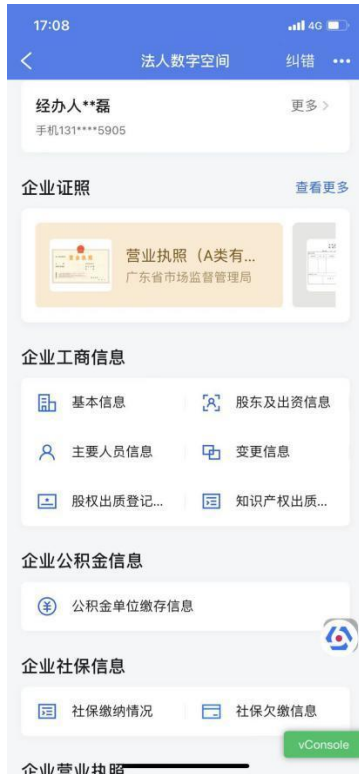 17:08
4G
法人数字空间
纠错
经办人**磊
更多
手机131****5905
企业证照
查看更多
营业执照（A类有...
广东省市场监督管理局
企业工商信息
基本信息
股东及出资信息
主要人员信息
变更信息
股权出质登记...
知识产权出质...
企业公积金信息
公积金单位缴存信息
企业社保信息
社保缴纳情况
社保欠缴信息
vConsole
企业营业执照